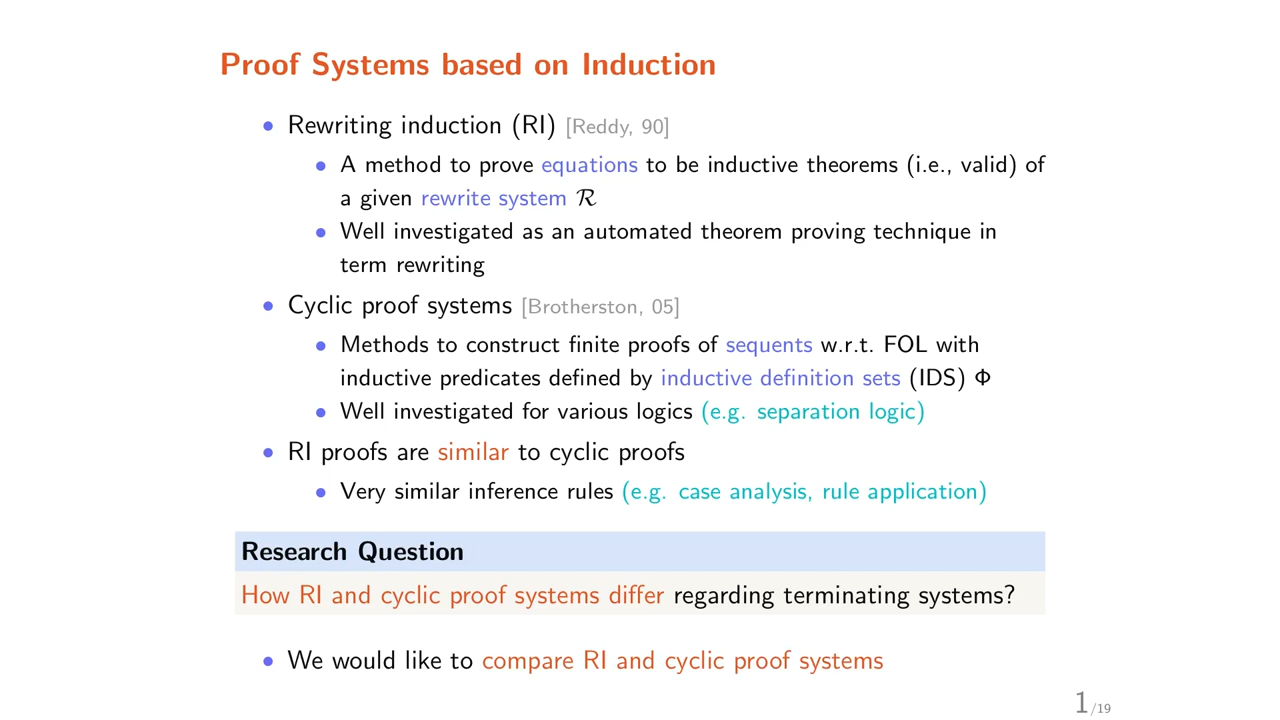 Proof Systems based on Induction
• Rewriting induction (RI) [Reddy, 90]
• A method to prove equations to be inductive theorems (i.e., valid) of
a given rewrite system ℛ
• Well investigated as an automated theorem proving technique in
term rewriting
• Cyclic proof systems [Brotherston, 05]
• Methods to construct finite proofs of sequents w.r.t. FOL with
inductive predicates defined by inductive definition sets (IDS) Φ
• Well investigated for various logics (e.g. separation logic)
• RI proofs are similar to cyclic proofs
• Very similar inference rules (e.g. case analysis, rule application)
Research Question
How RI and cyclic proof systems differ regarding terminating systems?
• We would like to compare RI and cyclic proof systems
1/19